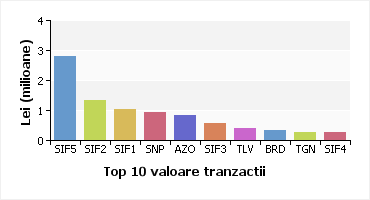 Lei (milioane)
4
3
2
1
0
SIF5 SIF2 SIF1 SNP AZO SIF3 TLV BRD TGN SIF4
Top 10 valoare tranzactii